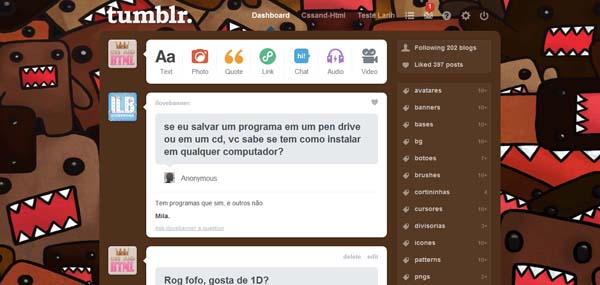 tumblr.
Dashboard Cssand-Html Teste Larih
1
Text Photo Quote Link Chat Audio Video
Aa
hi!
Following 202 blogs
Liked 397 posts
ilovebanner:
se eu salvar um programa em um pen drive
ou em um cd, vc sabe se tem como instalar
em qualquer computador?
Anonymous
Tem programas que sim, e outros não.
Mila.
Ask ilovebanner a question
delete edit
Rog fofo, gosta de 1D?
avatares 10+
banners 10+
bases 10+
bg 10+
botoes 7+
brushes 10+
cortininhas 4
cursores 10+
divisorias 3+
icones 10+
patterns 10+
pngs 3+
HTML
ILB
HTML